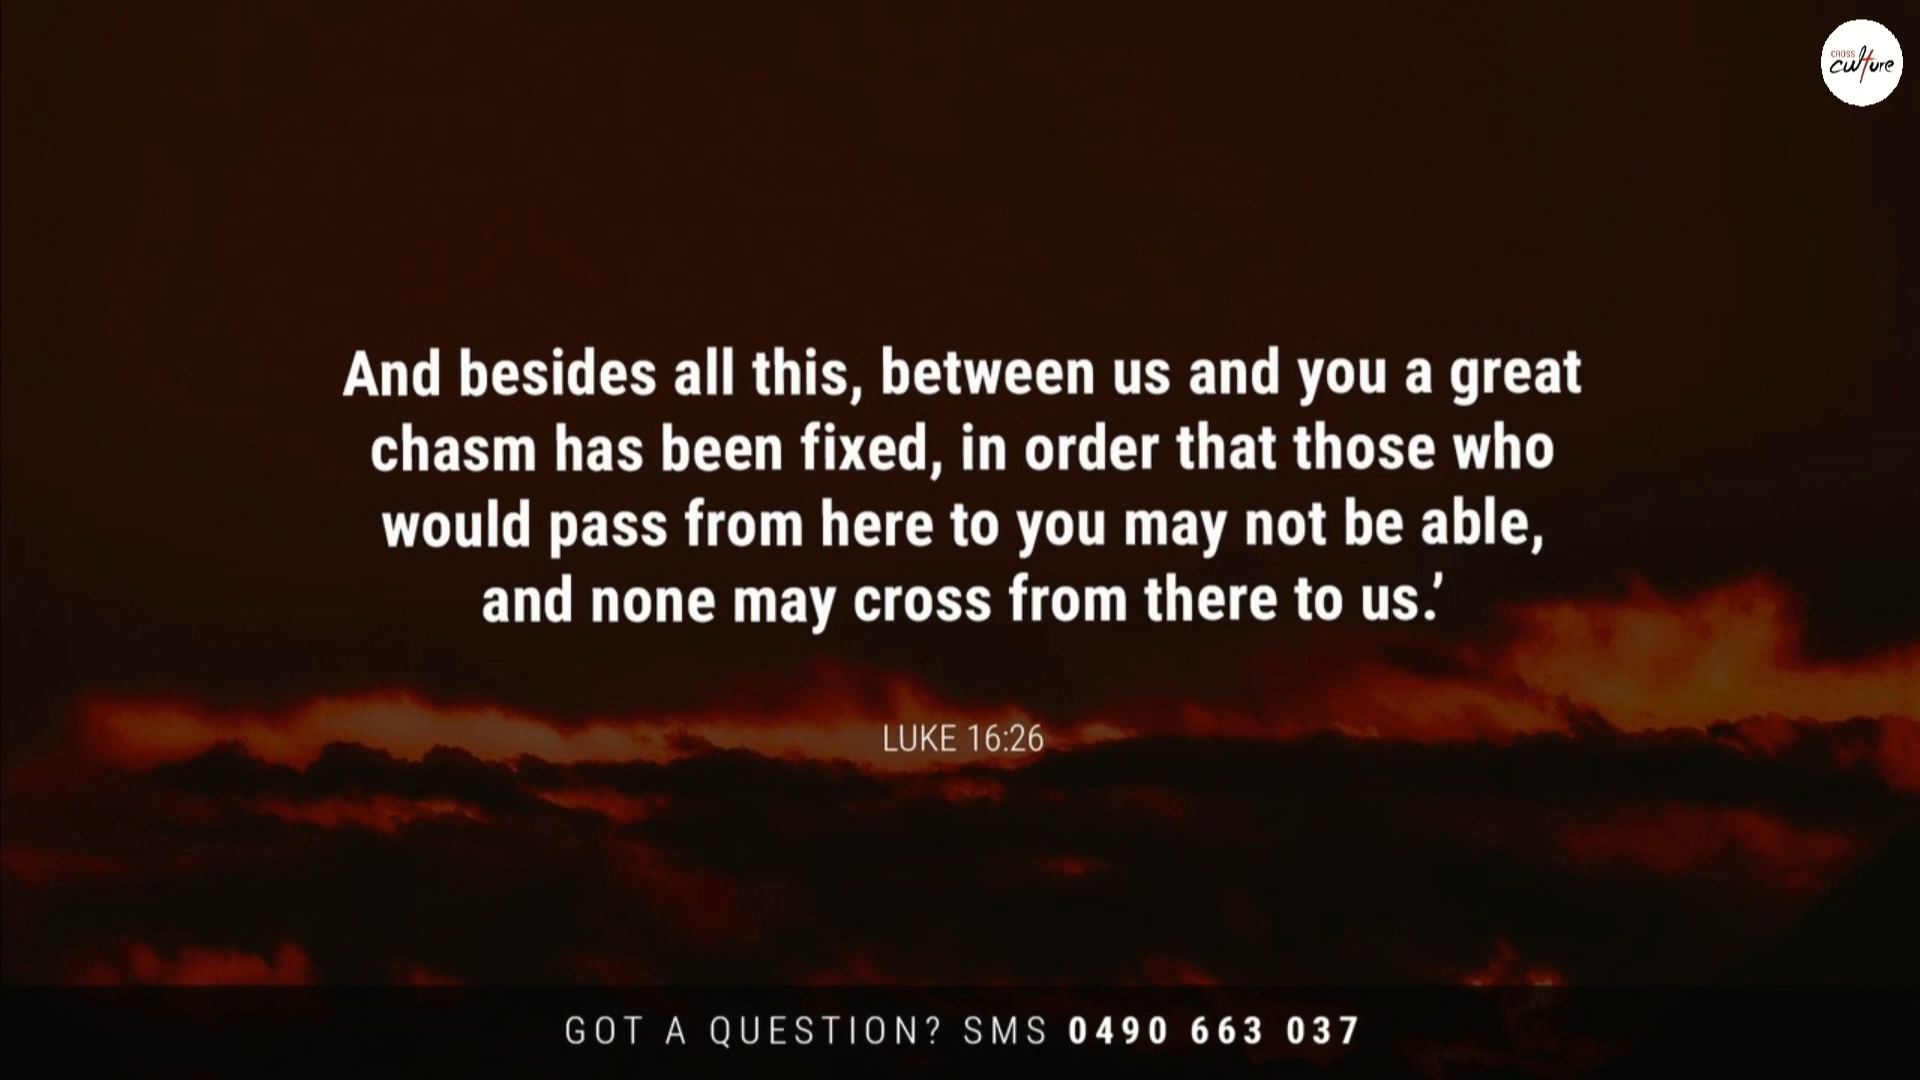 CROSS
culture
And besides all this, between us and you a great
chasm has been fixed, in order that those who
would pass from here to you may not be able,
and none may cross from there to us.’
LUKE 16:26
GOT A QUESTION? SMS 0490 663 037